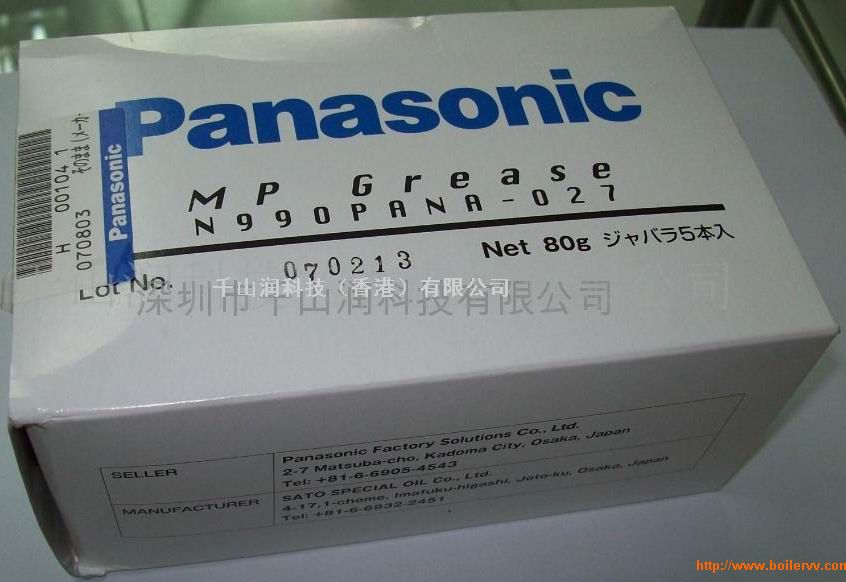 Panasonic
MP Grease
N990PANA-027
Lot No. 070213 Net 80g ジャバラ5本入
H 00104 1
070803 そのまま(メーカ
Panasonic
千山润科技（香港）有限公司
深圳市千山润科技有限公司
SELLER
Panasonic Factory Solutions Co., Ltd.
2-7 Matsuba-cho, Kadoma City, Osaka, Japan
Tel: +81-6-6905-4543
MANUFACTURER
SATO SPECIAL OIL Co., Ltd.
4-17,1-chome, Imafuku-higashi, Joto-ku, Osaka, Japan
Tel: +81-6-6932-2451
http://www.boilervv.com